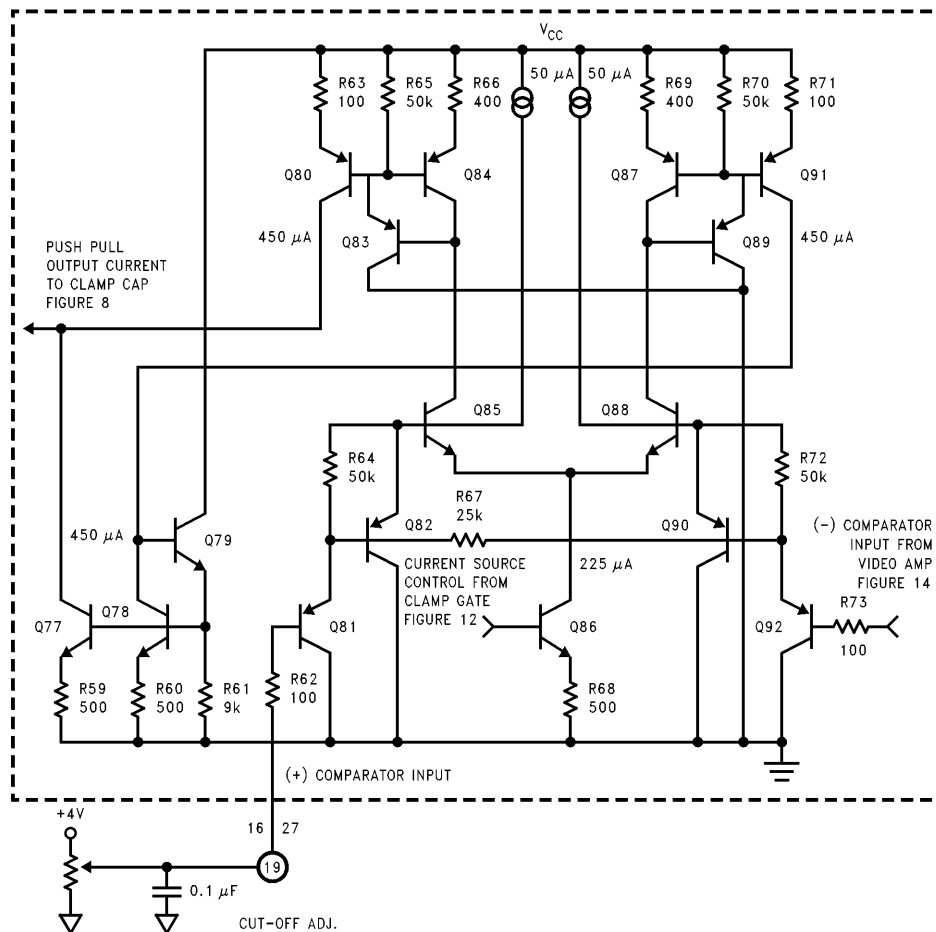 V_CC
50 μA 50 μA
R63
100
R65
50k
R66
400
R69
400
R70
50k
R71
100
Q80
Q84
Q87
Q91
450 μA
Q83
Q89
450 μA
PUSH PULL
OUTPUT CURRENT
TO CLAMP CAP
FIGURE 8
Q85
Q88
R64
50k
R72
50k
R67
25k
Q82
Q90
(-) COMPARATOR
INPUT FROM
VIDEO AMP
FIGURE 14
450 μA
Q79
CURRENT SOURCE
CONTROL FROM
CLAMP GATE
FIGURE 12
225 μA
Q77
Q78
Q81
Q86
Q92
R73
100
R59
500
R60
500
R61
9k
R62
100
R68
500
(+) COMPARATOR INPUT
+4V
16 27
19
0.1 μF
CUT-OFF ADJ.